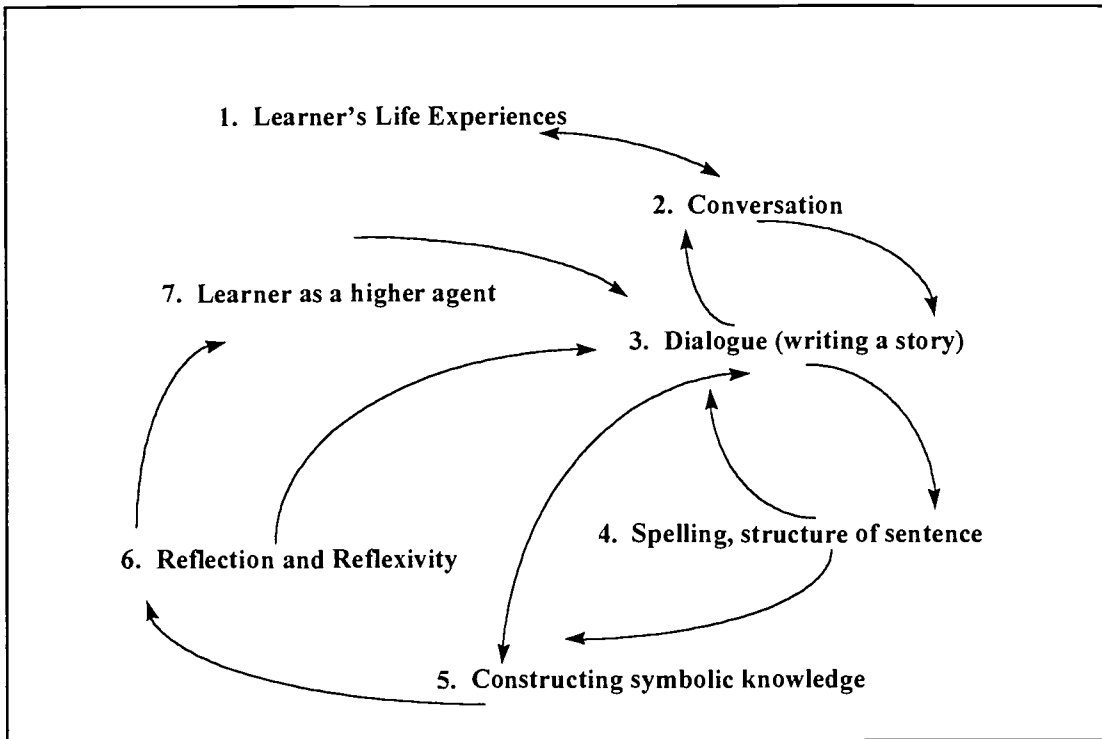 1. Learner's Life Experiences
2. Conversation
3. Dialogue (writing a story)
4. Spelling, structure of sentence
5. Constructing symbolic knowledge
6. Reflection and Reflexivity
7. Learner as a higher agent